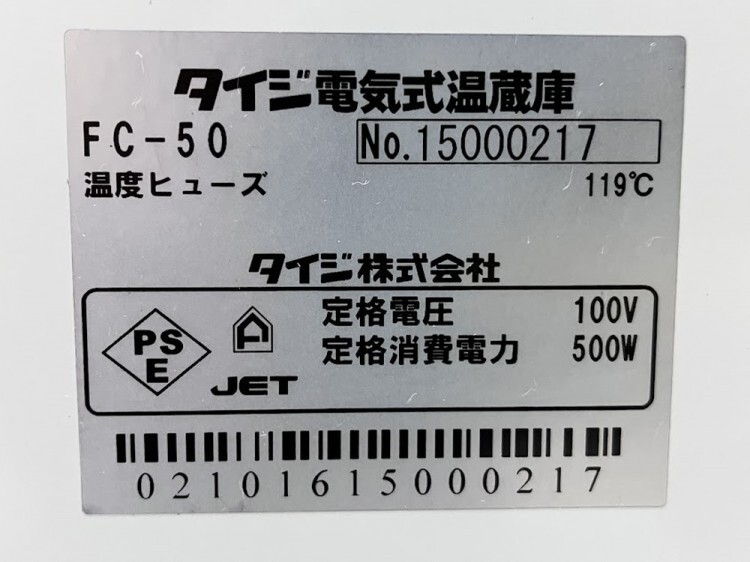 タイジ電気式温蔵庫
FC-50 No.15000217
温度ヒューズ 119℃
タイジ株式会社
PS
E
JET
定格電圧 100V
定格消費電力 500W
02101615000217